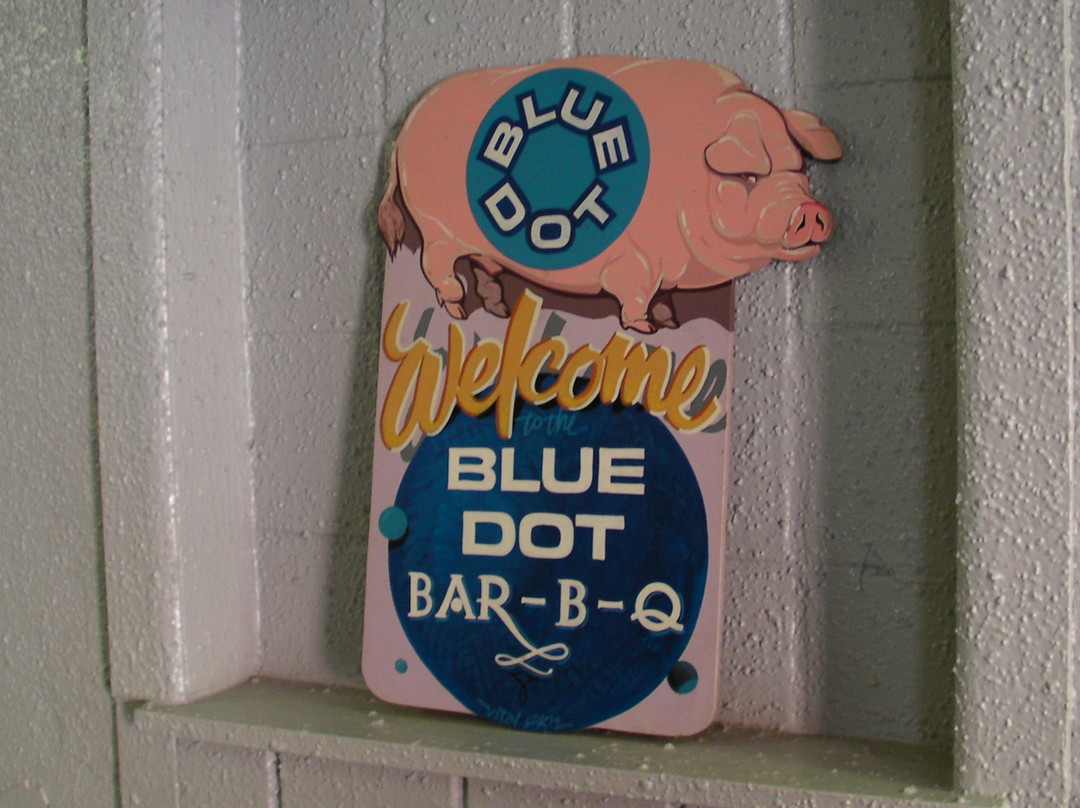 BLUE
DOT
Welcome
to the
BLUE
DOT
BAR-B-Q